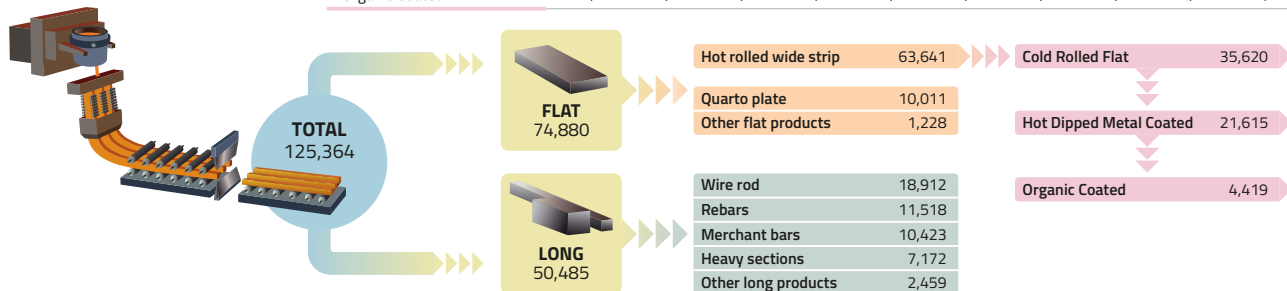 TOTAL
125,364
FLAT
74,880
Hot rolled wide strip 63,641
Quarto plate 10,011
Other flat products 1,228
Cold Rolled Flat 35,620
Hot Dipped Metal Coated 21,615
Organic Coated 4,419
LONG
50,485
Wire rod 18,912
Rebars 11,518
Merchant bars 10,423
Heavy sections 7,172
Other long products 2,459